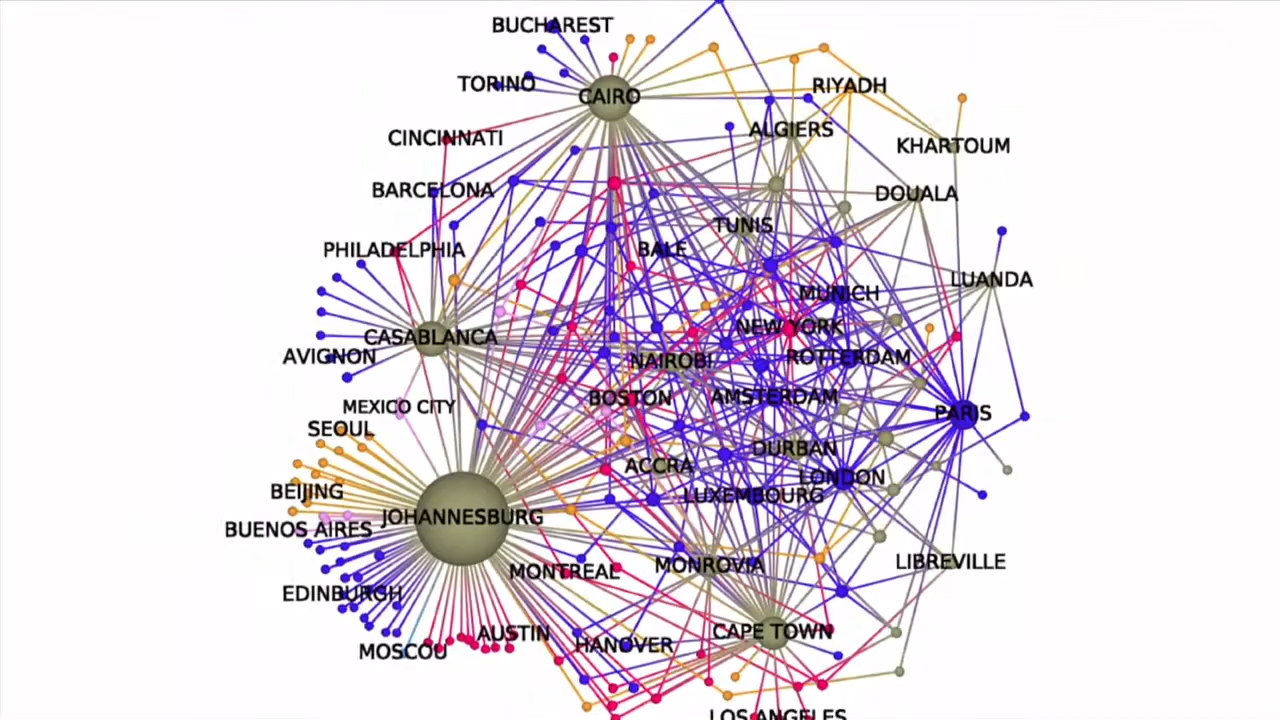 BUCHAREST
TORINO
CAIRO
RIYADH
CINCINNATI
ALGIERS
KHARTOUM
BARCELONA
DOUALA
TUNIS
PHILADELPHIA
BALE
LUANDA
MUNICH
NEW YORK
CASABLANCA
AVIGNON
NAIROBI
ROTTERDAM
BOSTON
AMSTERDAM
MEXICO CITY
PARIS
SEOUL
DURBAN
ACCRA
LONDON
BEIJING
LUXEMBOURG
JOHANNESBURG
BUENOS AIRES
MONROVIA
LIBREVILLE
MONTREAL
EDINBURGH
AUSTIN
CAPE TOWN
HANOVER
MOSCOU
LOS ANGELES